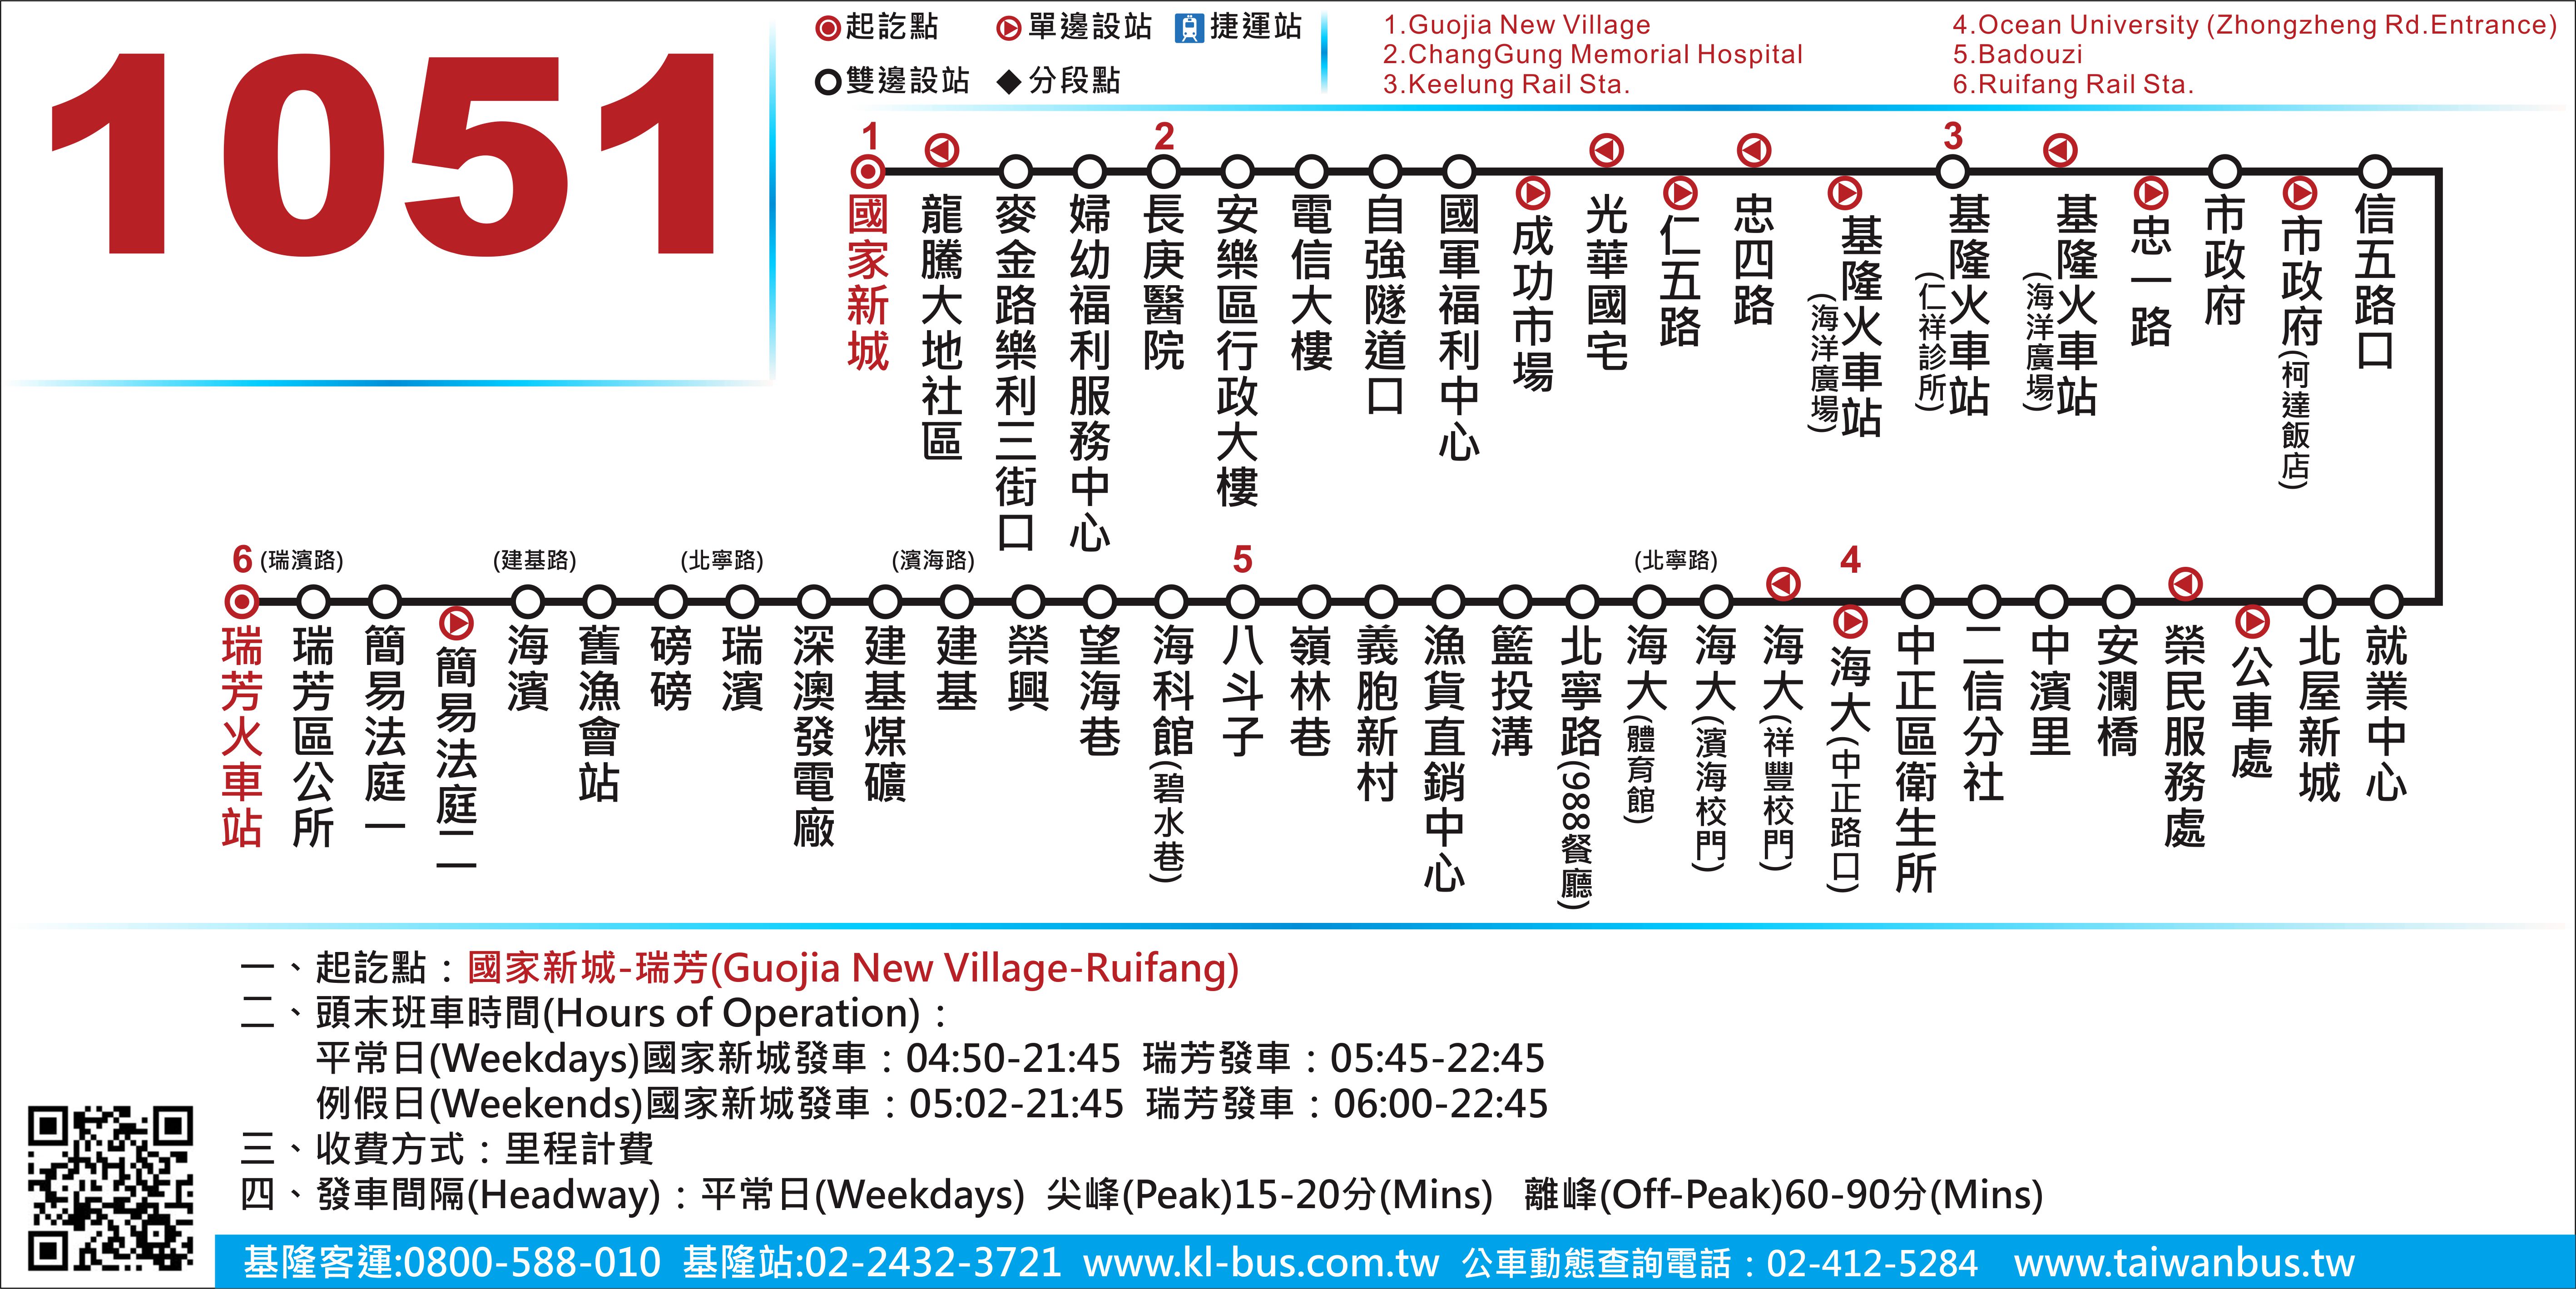 1051
起訖點
單邊設站
捷運站
雙邊設站
分段點
1.Guojia New Village
2.ChangGung Memorial Hospital
3.Keelung Rail Sta.
4.Ocean University (Zhongzheng Rd.Entrance)
5.Badouzi
6.Ruifang Rail Sta.
1
2
3
國家新城
龍騰大地社區
麥金路樂利三街口
婦幼福利服務中心
長庚醫院
安樂區行政大樓
電信大樓
自強隧道口
國軍福利中心
成功市場
光華國宅
仁五路
忠四路
基隆火車站(海洋廣場)
基隆火車站(仁祥診所)
基隆火車站(海洋廣場)
忠一路
市政府
市政府(柯達飯店)
信五路口
6
(瑞濱路)
(建基路)
(北寧路)
(濱海路)
5
(北寧路)
4
瑞芳火車站
瑞芳區公所
簡易法庭一
簡易法庭二
海濱
舊漁會站
磅磅
瑞濱
深澳發電廠
建基煤礦
建基
榮興
望海巷
海科館(碧水巷)
八斗子
嶺林巷
義胞新村
漁貨直銷中心
籃投溝
北寧路(988餐廳)
海大(體育館)
海大(濱海校門)
海大(祥豐校門)
海大(中正路口)
中正區衛生所
二信分社
中濱里
安瀾橋
榮民服務處
公車處
北屋新城
就業中心
一、起訖點：國家新城-瑞芳(Guojia New Village-Ruifang)
二、頭末班車時間(Hours of Operation)：
平常日(Weekdays)國家新城發車：04:50-21:45 瑞芳發車：05:45-22:45
例假日(Weekends)國家新城發車：05:02-21:45 瑞芳發車：06:00-22:45
三、收費方式：里程計費
四、發車間隔(Headway)：平常日(Weekdays) 尖峰(Peak)15-20分(Mins) 離峰(Off-Peak)60-90分(Mins)
基隆客運:0800-588-010 基隆站:02-2432-3721 www.kl-bus.com.tw 公車動態查詢電話：02-412-5284 www.taiwanbus.tw